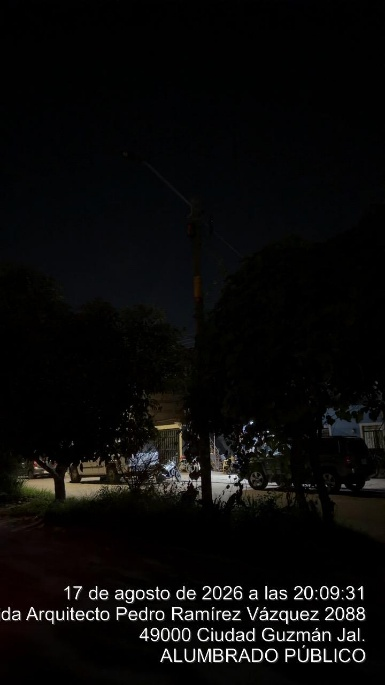 17 de agosto de 2026 a las 20:09:31
Arquitecto Pedro Ramírez Vázquez 2088
49000 Ciudad Guzmán Jal.
ALUMBRADO PÚBLICO